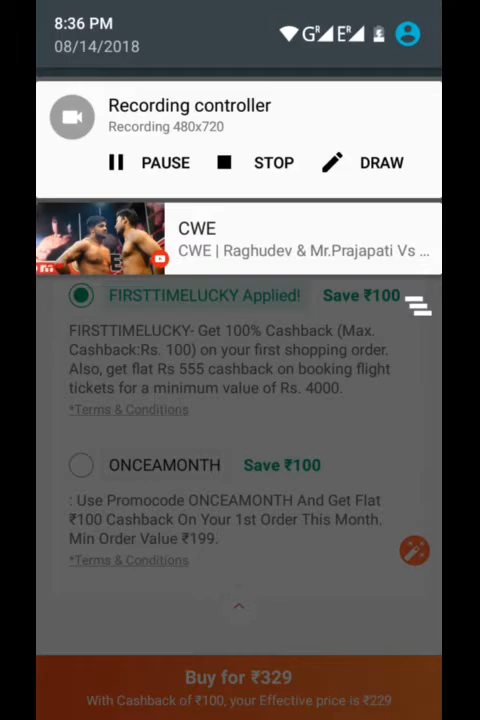 8:36 PM
08/14/2018
Recording controller
Recording 480x720
PAUSE STOP DRAW
CWE
CWE | Raghudev & Mr.Prajapati Vs ...
FIRSTTIMELUCKY Applied! Save ₹100
FIRSTTIMELUCKY- Get 100% Cashback (Max.
Cashback:Rs. 100) on your first shopping order.
Also, get flat Rs 555 cashback on booking flight
tickets for a minimum value of Rs. 4000.
*Terms & Conditions
ONCEAMONTH Save ₹100
: Use Promocode ONCEAMONTH And Get Flat
₹100 Cashback On Your 1st Order This Month.
Min Order Value ₹199.
*Terms & Conditions
Buy for ₹329
With Cashback of ₹100, your Effective price is ₹229